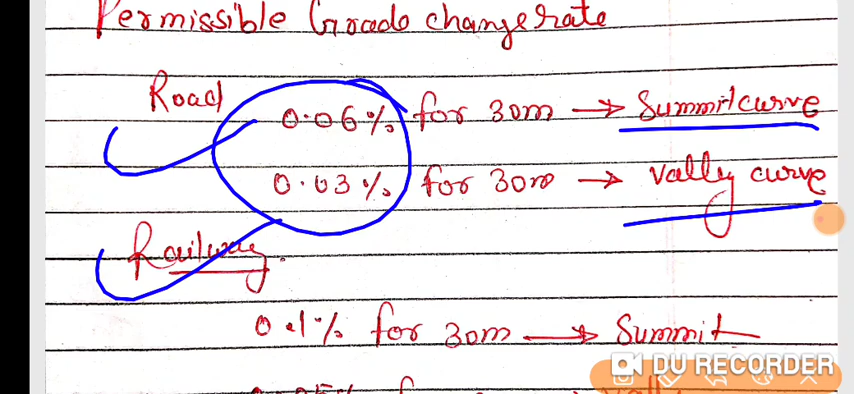 Permissible Grade change rate
Road
0.06% for 30m → Summit curve
0.03% for 30m → Vally curve
Railway.
0.1% for 30m → Summit
DU RECORDER